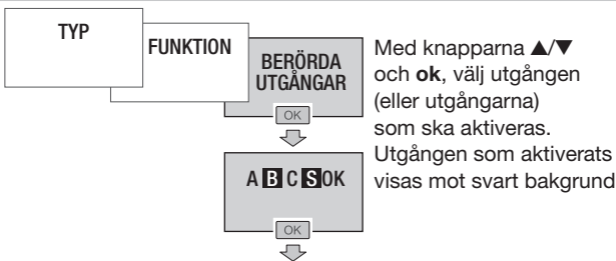 TYP
FUNKTION
BERÖRDA
UTGÅNGAR
OK
Med knapparna ▲/▼
och ok, välj utgången
(eller utgångarna)
som ska aktiveras.
Utgången som aktiverats
visas mot svart bakgrund
A B C S OK
OK